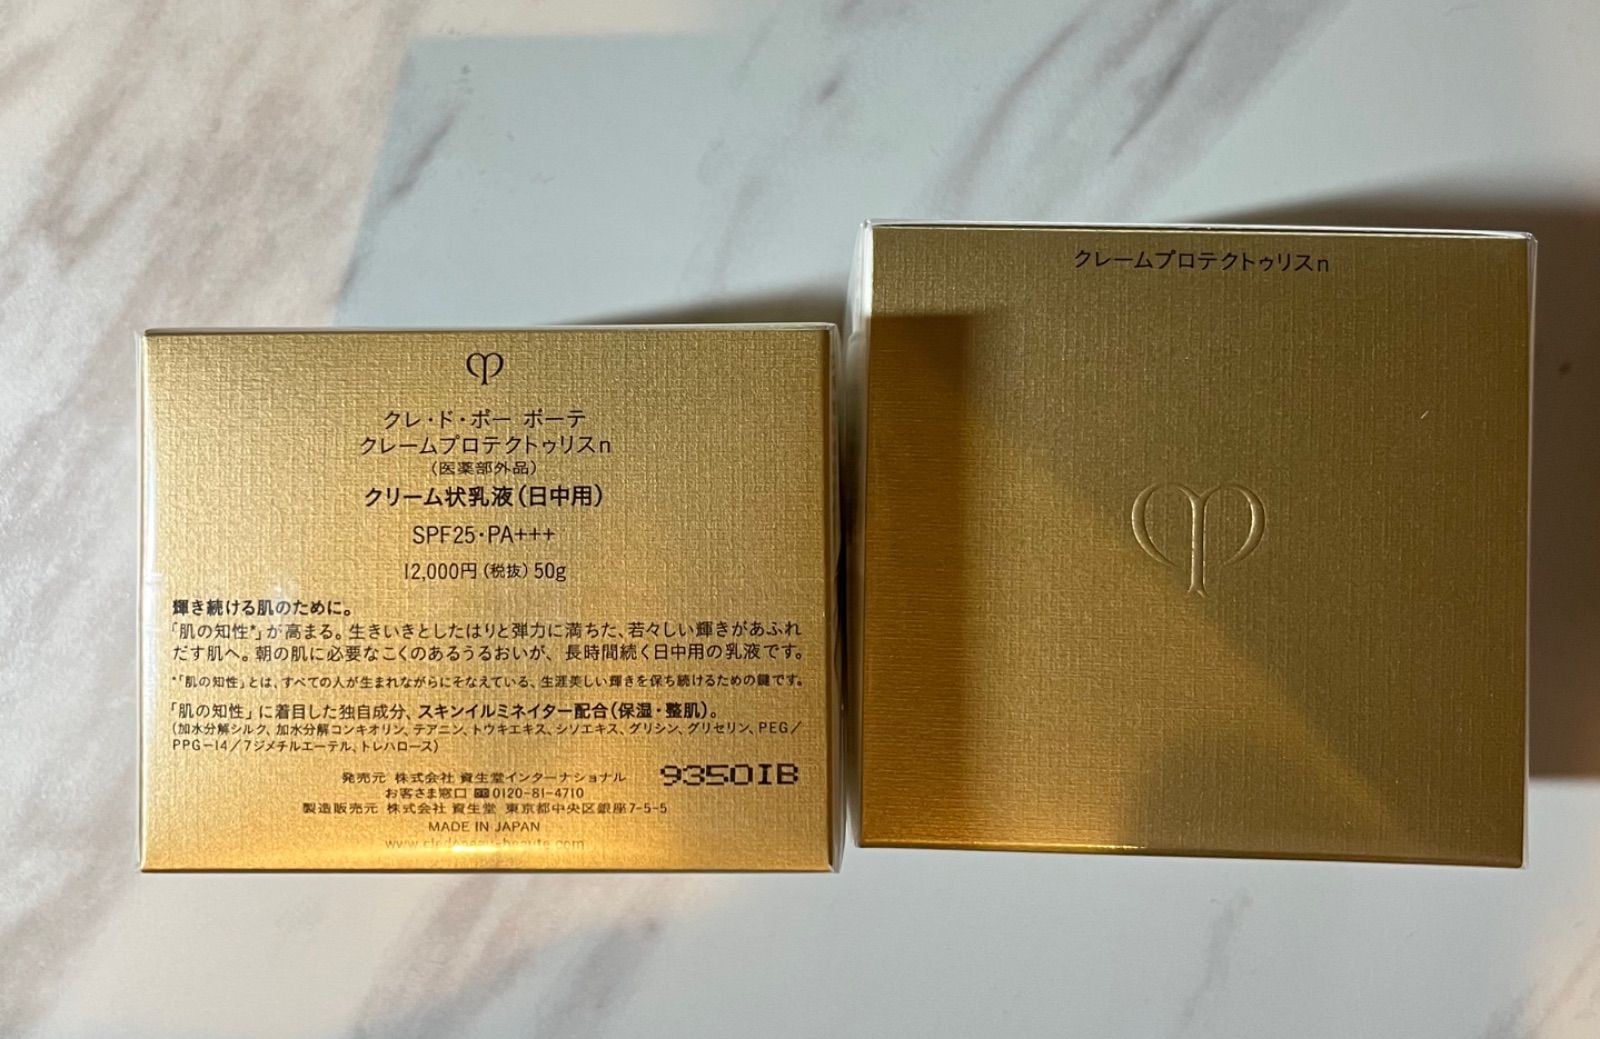 クレ・ド・ポー ボーテ
クレームプロテクトゥリスn
(医薬部外品)
クリーム状乳液(日中用)
SPF25・PA+++
12,000円(税抜)50g
輝き続ける肌のために。
「肌の知性*」が高まる。生きいきとしたはりと弾力に満ちた、若々しい輝きがあふれ
だす肌へ。朝の肌に必要なこくのあるうるおいが、長時間続く日中用の乳液です。
*「肌の知性」とは、すべての人が生まれながらにそなえている、生涯美しい輝きを保ち続けるための鍵です。
「肌の知性」に着目した独自成分、スキンイルミネイター配合(保湿・整肌)。
(加水分解シルク、加水分解コンキオリン、テアニン、トウキエキス、シソエキス、グリシン、グリセリン、PEG/
PPG-14/7ジメチルエーテル、トレハロース)
発売元 株式会社 資生堂インターナショナル
お客さま窓口 0120-81-4710
製造販売元 株式会社 資生堂 東京都中央区銀座7-5-5
MADE IN JAPAN
www.cledepeau-beaute.com
9350IB
クレームプロテクトゥリスn